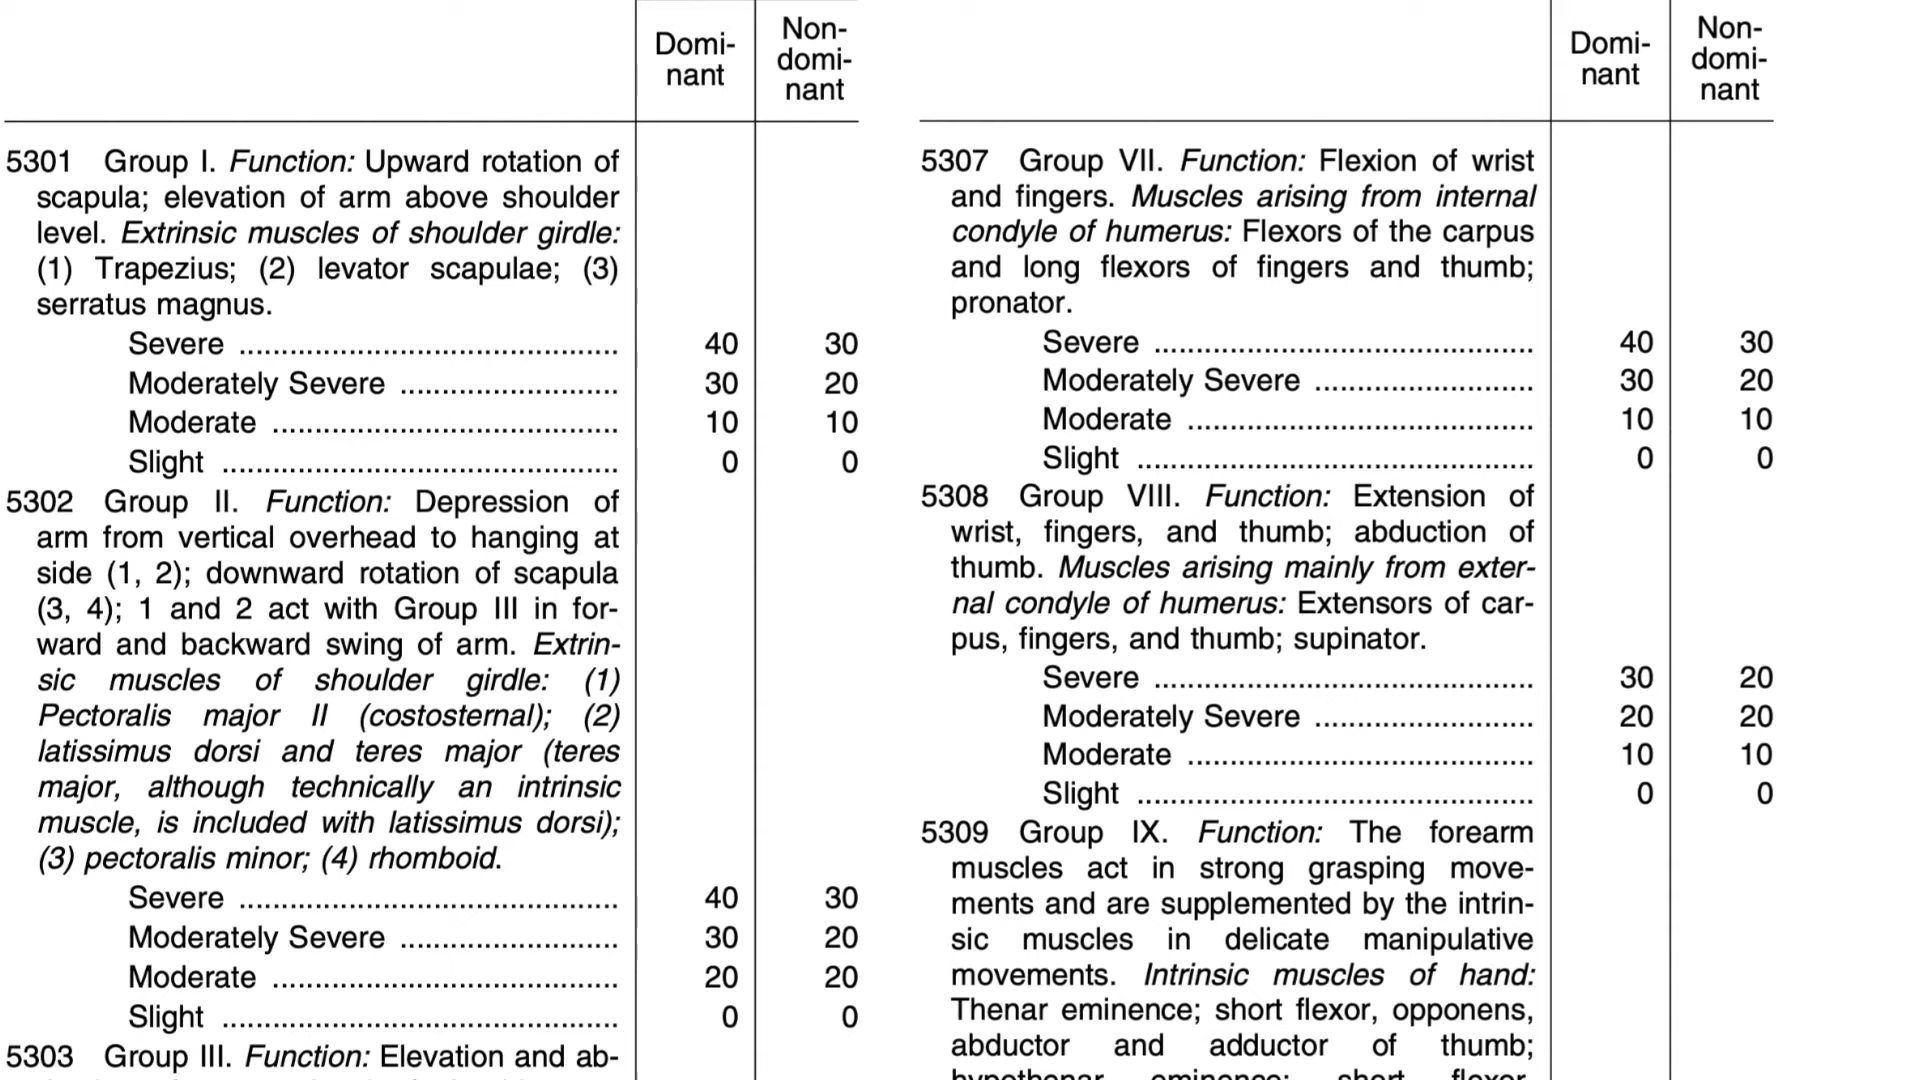 Domi-
nant
Non-
domi-
nant
5301 Group I. Function: Upward rotation of
scapula; elevation of arm above shoulder
level. Extrinsic muscles of shoulder girdle:
(1) Trapezius; (2) levator scapulae; (3)
serratus magnus.
Severe ............................................. 40 30
Moderately Severe .......................... 30 20
Moderate ......................................... 10 10
Slight ............................................... 0 0
5302 Group II. Function: Depression of
arm from vertical overhead to hanging at
side (1, 2); downward rotation of scapula
(3, 4); 1 and 2 act with Group III in for-
ward and backward swing of arm. Extrin-
sic muscles of shoulder girdle: (1)
Pectoralis major II (costosternal); (2)
latissimus dorsi and teres major (teres
major, although technically an intrinsic
muscle, is included with latissimus dorsi);
(3) pectoralis minor; (4) rhomboid.
Severe ............................................. 40 30
Moderately Severe .......................... 30 20
Moderate ......................................... 20 20
Slight ............................................... 0 0
5303 Group III. Function: Elevation and ab-
Domi-
nant
Non-
domi-
nant
5307 Group VII. Function: Flexion of wrist
and fingers. Muscles arising from internal
condyle of humerus: Flexors of the carpus
and long flexors of fingers and thumb;
pronator.
Severe ............................................. 40 30
Moderately Severe .......................... 30 20
Moderate ......................................... 10 10
Slight ............................................... 0 0
5308 Group VIII. Function: Extension of
wrist, fingers, and thumb; abduction of
thumb. Muscles arising mainly from exter-
nal condyle of humerus: Extensors of car-
pus, fingers, and thumb; supinator.
Severe ............................................. 30 20
Moderately Severe .......................... 20 20
Moderate ......................................... 10 10
Slight ............................................... 0 0
5309 Group IX. Function: The forearm
muscles act in strong grasping move-
ments and are supplemented by the intrin-
sic muscles in delicate manipulative
movements. Intrinsic muscles of hand:
Thenar eminence; short flexor, opponens,
abductor and adductor of thumb;
hypothenar eminence; short flexor,